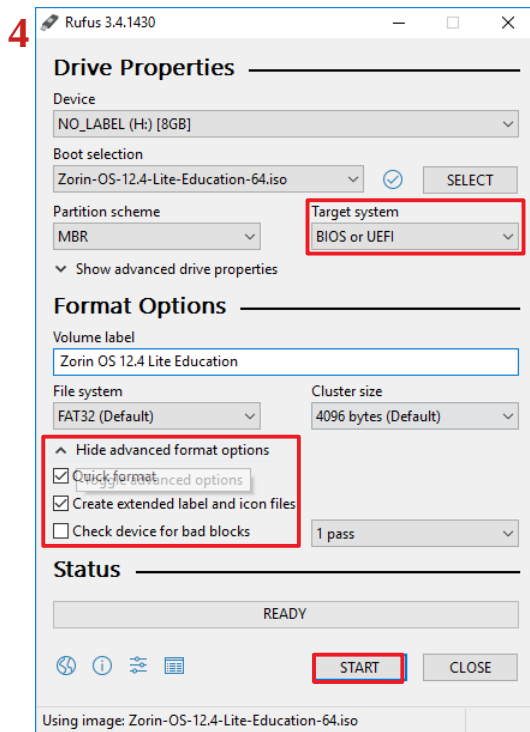 4
Rufus 3.4.1430
Drive Properties
Device
NO_LABEL (H:) [8GB]
Boot selection
Zorin-OS-12.4-Lite-Education-64.iso
SELECT
Partition scheme
Target system
MBR
BIOS or UEFI
Show advanced drive properties
Format Options
Volume label
Zorin OS 12.4 Lite Education
File system
Cluster size
FAT32 (Default)
4096 bytes (Default)
Hide advanced format options
Quick format
Toggle advanced options
Create extended label and icon files
Check device for bad blocks
1 pass
Status
READY
START
CLOSE
Using image: Zorin-OS-12.4-Lite-Education-64.iso